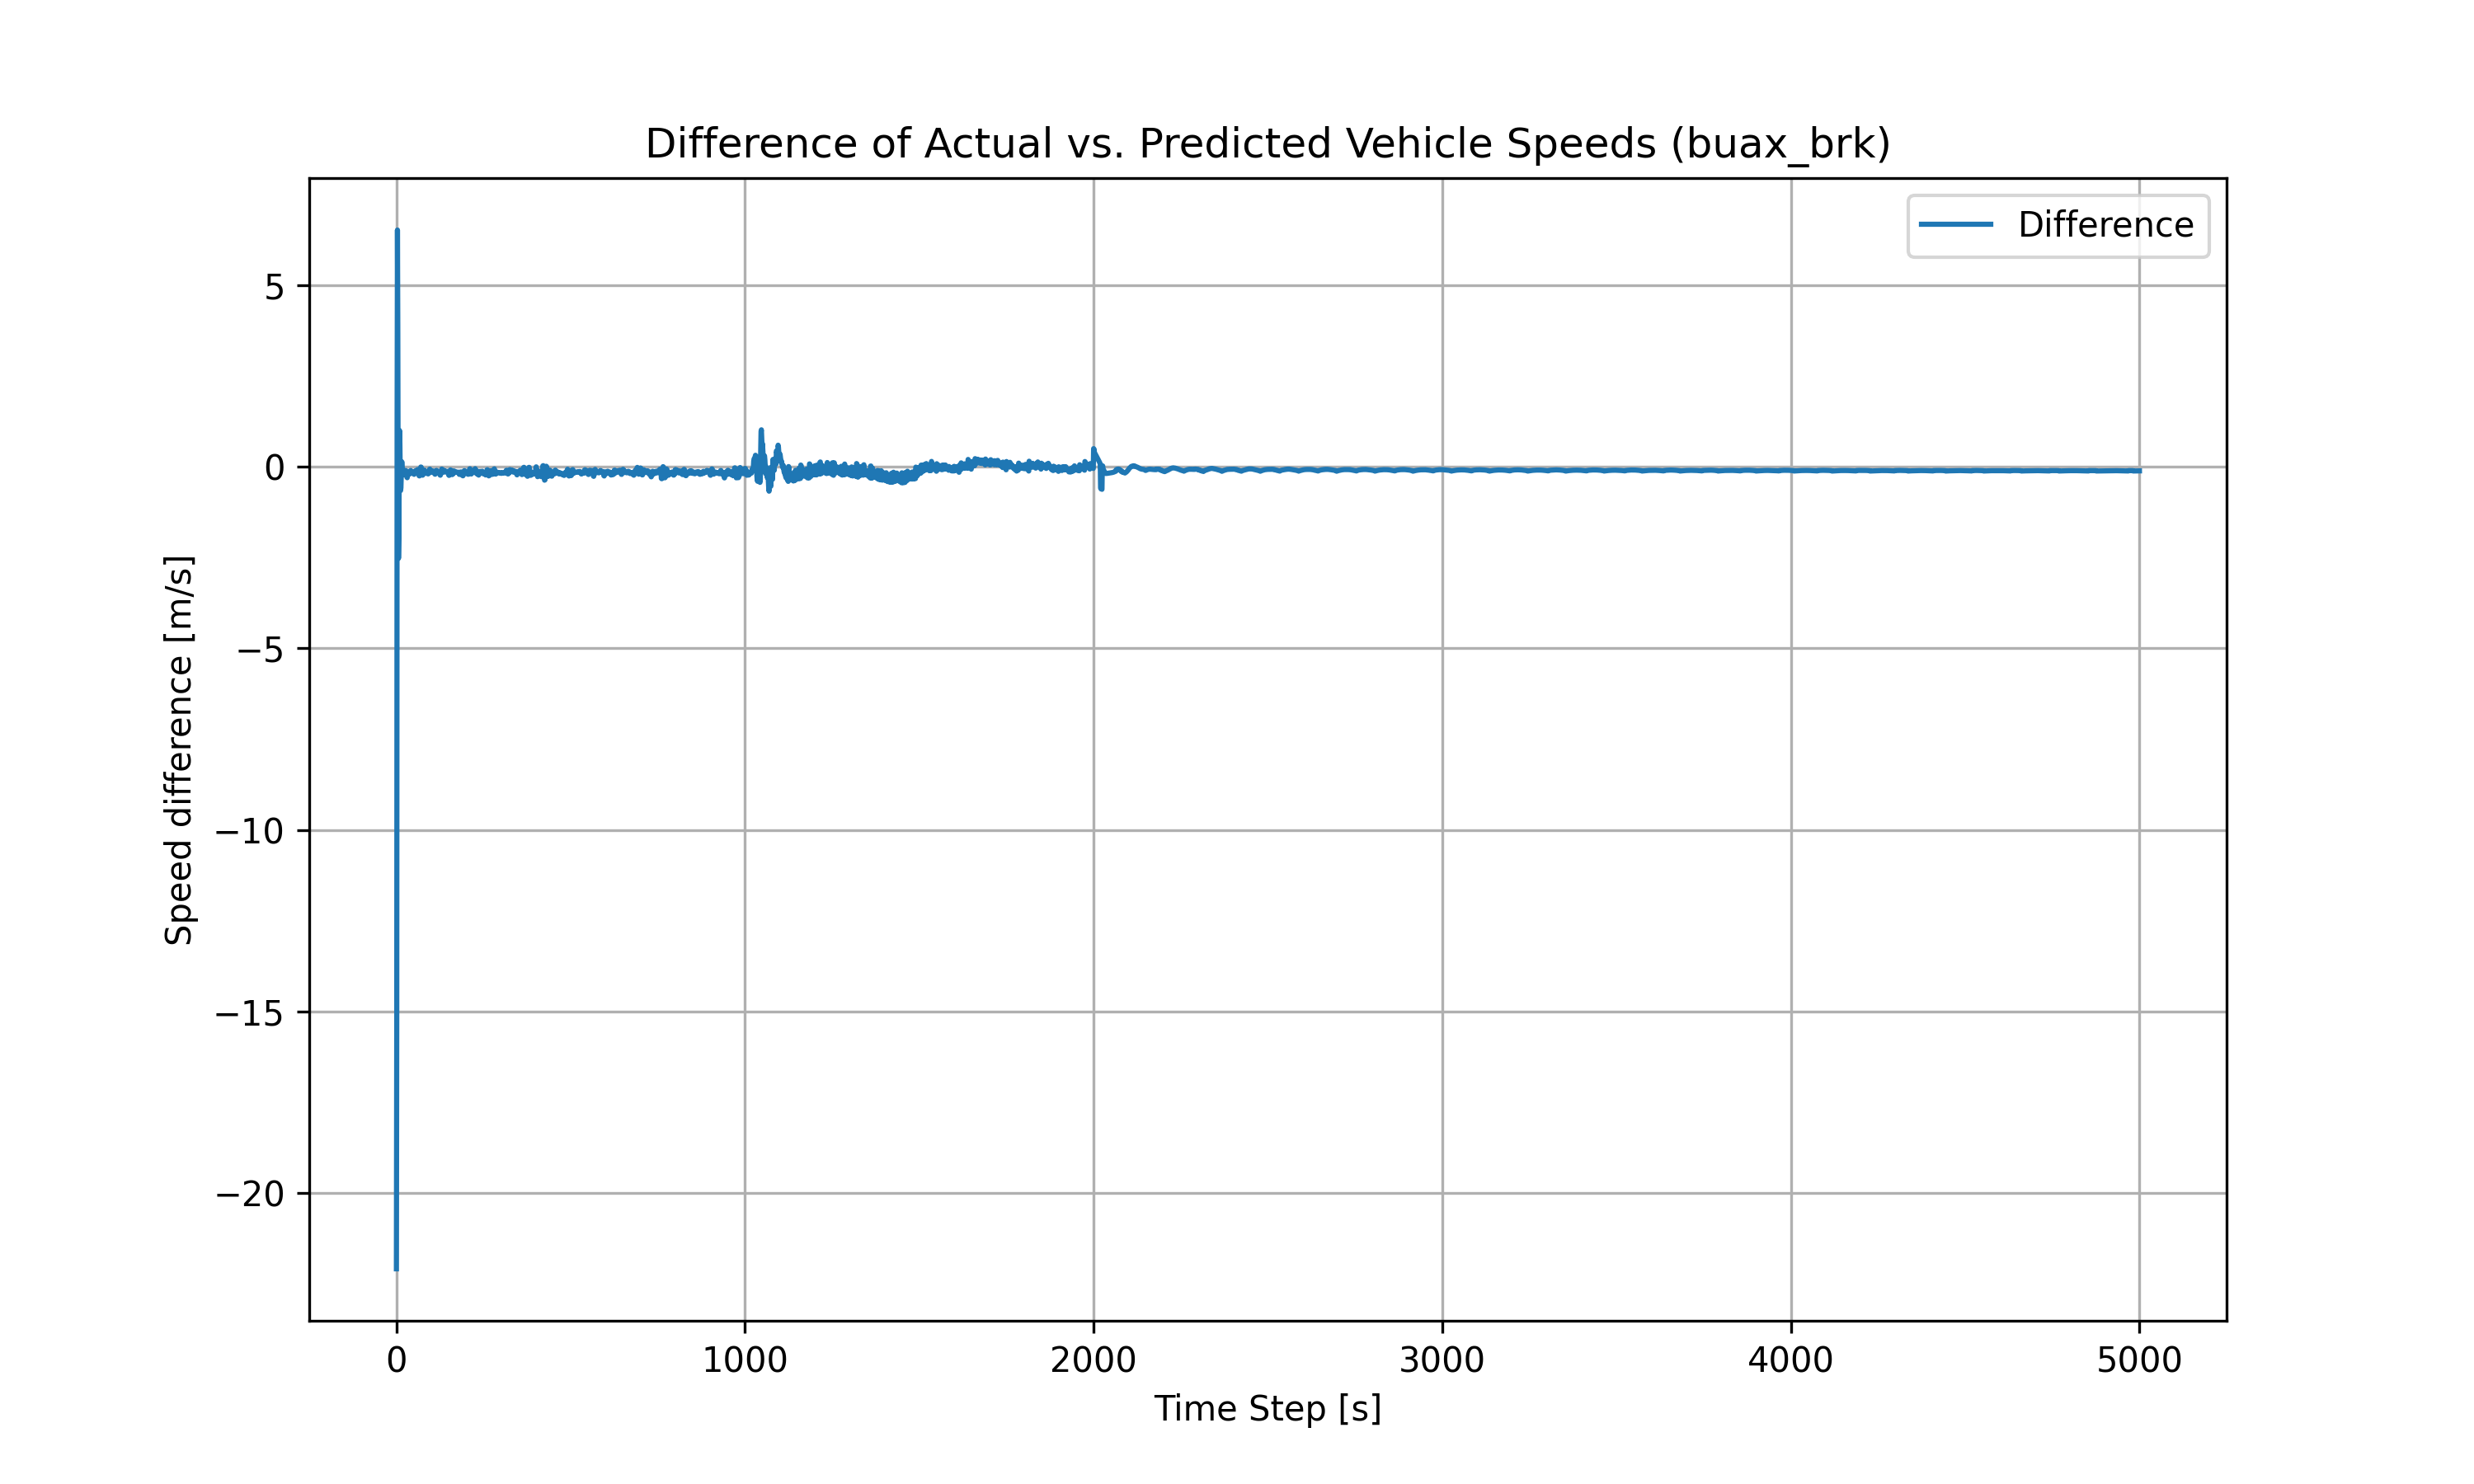 Difference of Actual vs. Predicted Vehicle Speeds (buax_brk)
Difference
5
0
−5
−10
−15
−20
Speed difference [m/s]
0 1000 2000 3000 4000 5000
Time Step [s]